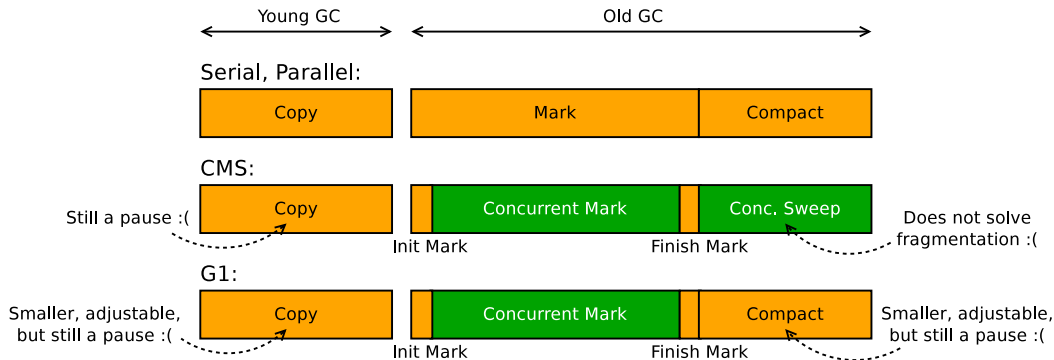 Young GC
Old GC
Serial, Parallel:
Copy
Mark
Compact
CMS:
Still a pause :(
Copy
Concurrent Mark
Conc. Sweep
Init Mark
Finish Mark
Does not solve
fragmentation :(
G1:
Smaller, adjustable,
but still a pause :(
Copy
Concurrent Mark
Compact
Init Mark
Finish Mark
Smaller, adjustable,
but still a pause :(